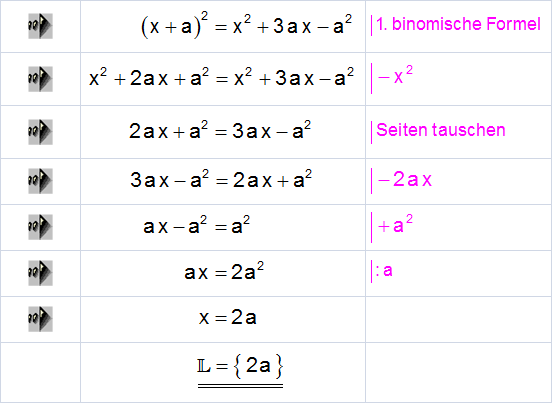 (x + a)² = x² + 3ax − a² | 1. binomische Formel
x² + 2ax + a² = x² + 3ax − a² | − x²
2ax + a² = 3ax − a² | Seiten tauschen
3ax − a² = 2ax + a² | − 2ax
ax − a² = a² | + a²
ax = 2a² | : a
x = 2a
𝕃 = { 2a }